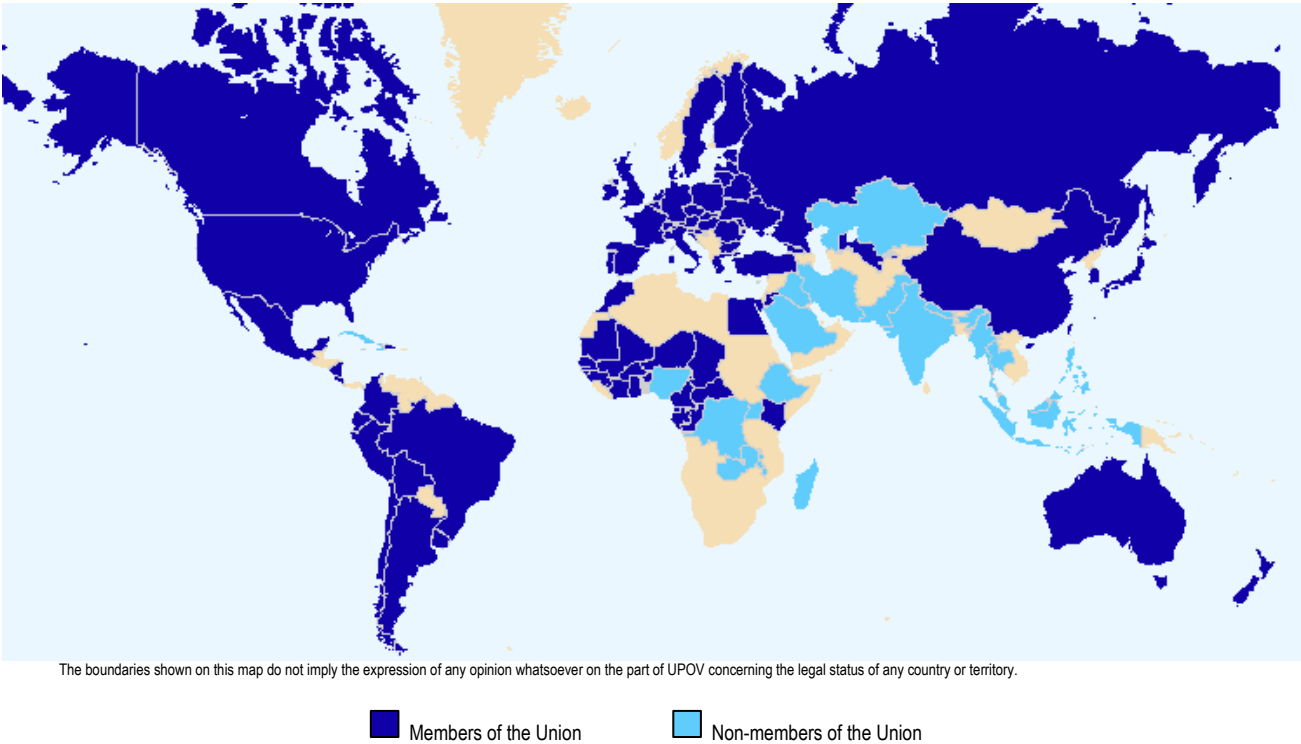 The boundaries shown on this map do not imply the expression of any opinion whatsoever on the part of UPOV concerning the legal status of any country or territory.
Members of the Union Non-members of the Union